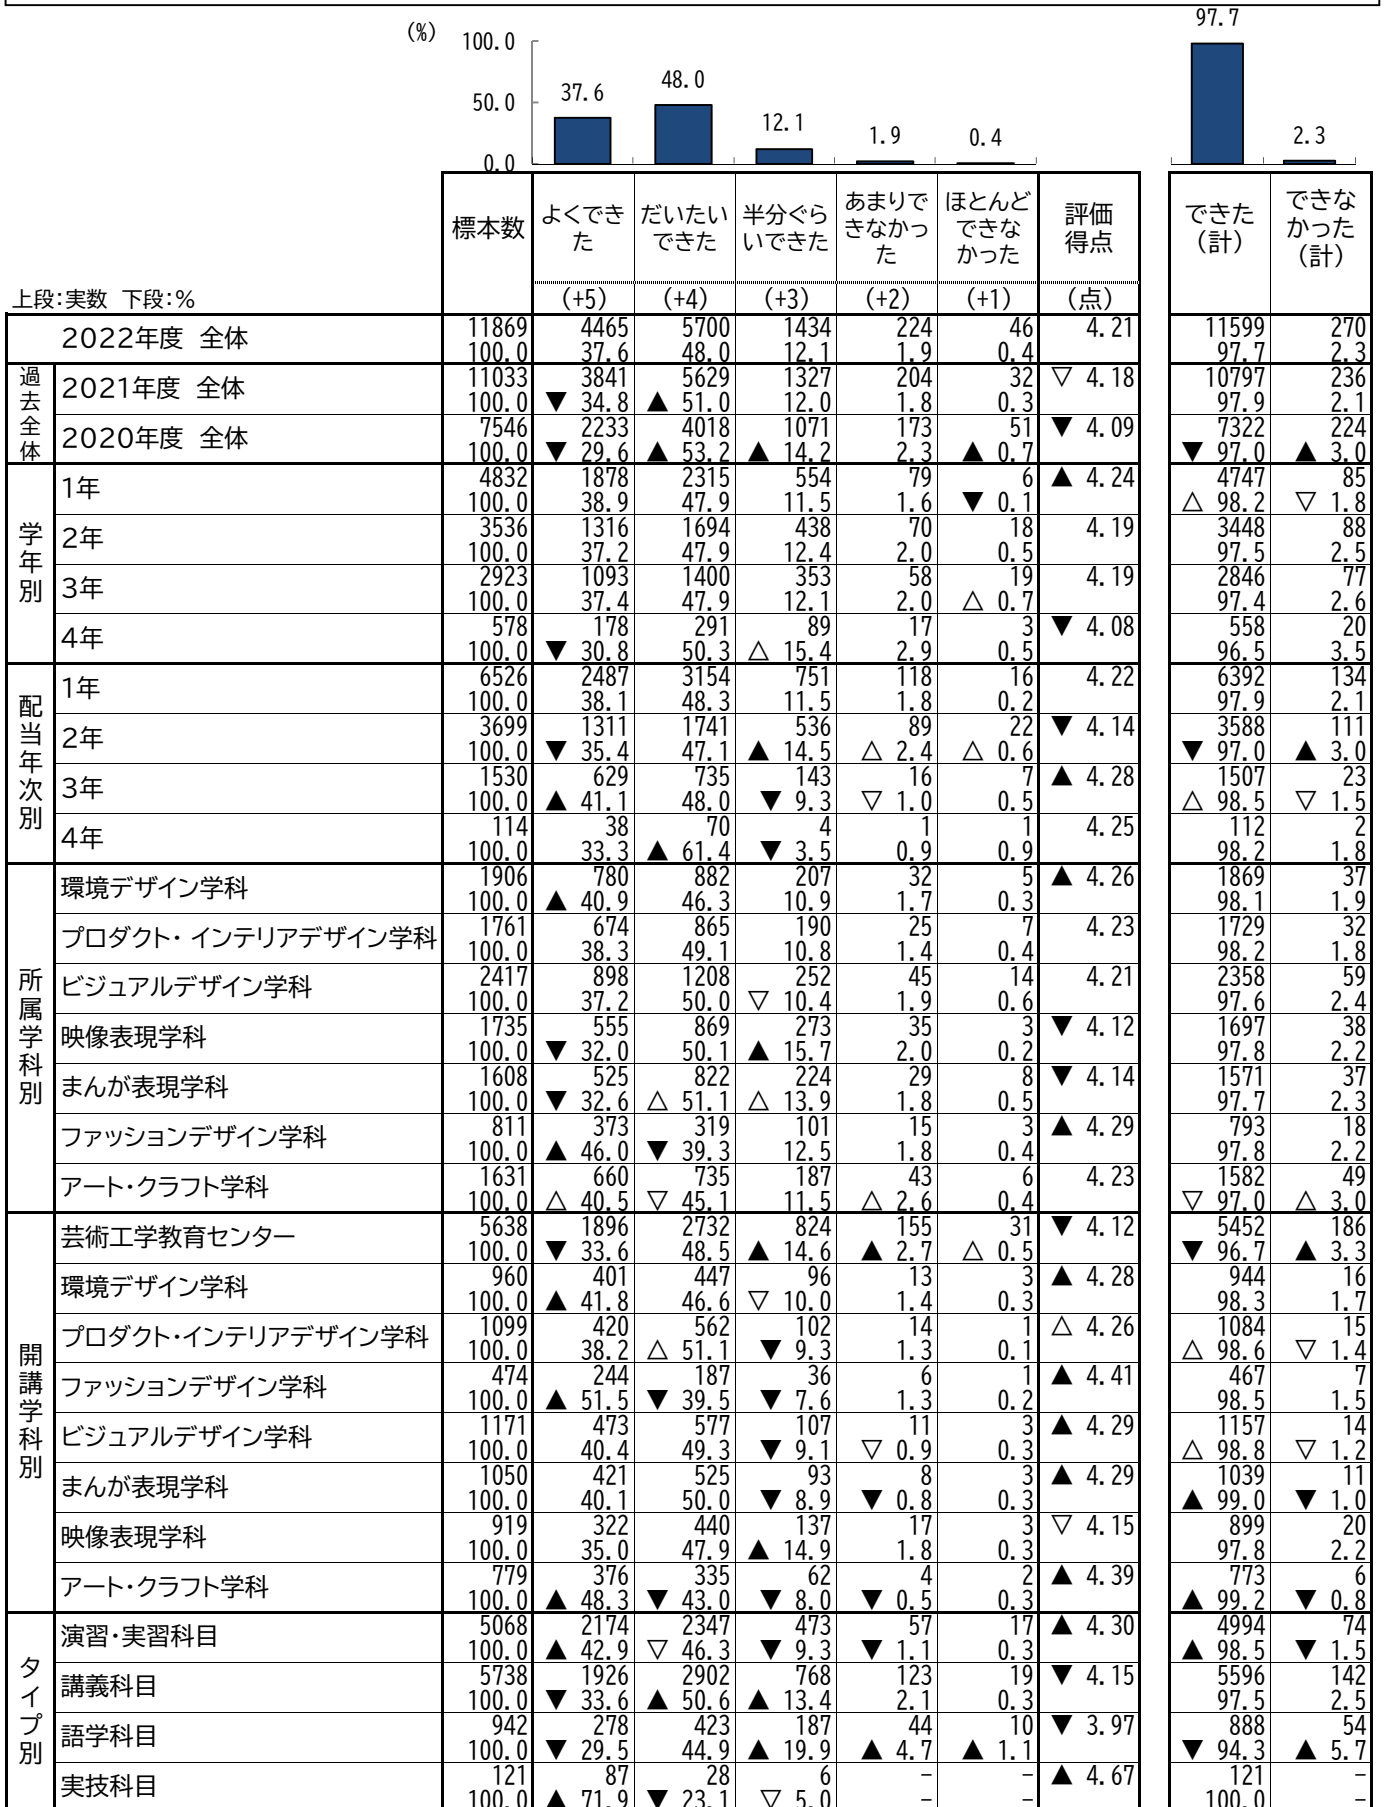 97.7
(%)
100.0
50.0
0.0
37.6
48.0
12.1
1.9
0.4
2.3
標本数 よくできた だいたいできた 半分ぐらいできた あまりできなかった ほとんどできなかった 評価得点 できた（計） できなかった（計）
上段：実数 下段：% (+5) (+4) (+3) (+2) (+1) (点)
2022年度 全体 11869 4465 5700 1434 224 46 4.21 11599 270
100.0 37.6 48.0 12.1 1.9 0.4 97.7 2.3
過去全体
2021年度 全体 11033 3841 5629 1327 204 32 ▽ 4.18 10797 236
100.0 ▼ 34.8 ▲ 51.0 12.0 1.8 0.3 97.9 2.1
2020年度 全体 7546 2233 4018 1071 173 51 ▼ 4.09 7322 224
100.0 ▼ 29.6 ▲ 53.2 ▲ 14.2 2.3 ▲ 0.7 ▼ 97.0 ▲ 3.0
学年別
1年 4832 1878 2315 554 79 6 ▲ 4.24 4747 85
100.0 38.9 47.9 11.5 1.6 ▼ 0.1 △ 98.2 ▽ 1.8
2年 3536 1316 1694 438 70 18 4.19 3448 88
100.0 37.2 47.9 12.4 2.0 0.5 97.5 2.5
3年 2923 1093 1400 353 58 19 4.19 2846 77
100.0 37.4 47.9 12.1 2.0 △ 0.7 97.4 2.6
4年 578 178 291 89 17 3 ▼ 4.08 558 20
100.0 ▼ 30.8 50.3 △ 15.4 2.9 0.5 96.5 3.5
配当年次別
1年 6526 2487 3154 751 118 16 4.22 6392 134
100.0 38.1 48.3 11.5 1.8 0.2 97.9 2.1
2年 3699 1311 1741 536 89 22 ▼ 4.14 3588 111
100.0 ▼ 35.4 47.1 ▲ 14.5 △ 2.4 △ 0.6 ▼ 97.0 ▲ 3.0
3年 1530 629 735 143 16 7 ▲ 4.28 1507 23
100.0 ▲ 41.1 48.0 ▼ 9.3 ▽ 1.0 0.5 △ 98.5 ▽ 1.5
4年 114 38 70 4 1 1 4.25 112 2
100.0 33.3 ▲ 61.4 ▼ 3.5 0.9 0.9 98.2 1.8
所属学科別
環境デザイン学科 1906 780 882 207 32 5 ▲ 4.26 1869 37
100.0 ▲ 40.9 46.3 10.9 1.7 0.3 98.1 1.9
プロダクト・インテリアデザイン学科 1761 674 865 190 25 7 4.23 1729 32
100.0 38.3 49.1 10.8 1.4 0.4 98.2 1.8
ビジュアルデザイン学科 2417 898 1208 252 45 14 4.21 2358 59
100.0 37.2 50.0 ▽ 10.4 1.9 0.6 97.6 2.4
映像表現学科 1735 555 869 273 35 3 ▼ 4.12 1697 38
100.0 ▼ 32.0 50.1 ▲ 15.7 2.0 0.2 97.8 2.2
まんが表現学科 1608 525 822 224 29 8 ▼ 4.14 1571 37
100.0 ▼ 32.6 △ 51.1 △ 13.9 1.8 0.5 97.7 2.3
ファッションデザイン学科 811 373 319 101 15 3 ▲ 4.29 793 18
100.0 ▲ 46.0 ▼ 39.3 12.5 1.8 0.4 97.8 2.2
アート・クラフト学科 1631 660 735 187 43 6 4.23 1582 49
100.0 △ 40.5 ▽ 45.1 11.5 △ 2.6 0.4 ▽ 97.0 △ 3.0
開講学科別
芸術工学教育センター 5638 1896 2732 824 155 31 ▼ 4.12 5452 186
100.0 ▼ 33.6 48.5 ▲ 14.6 ▲ 2.7 △ 0.5 ▼ 96.7 ▲ 3.3
環境デザイン学科 960 401 447 96 13 3 ▲ 4.28 944 16
100.0 ▲ 41.8 46.6 ▽ 10.0 1.4 0.3 98.3 1.7
プロダクト・インテリアデザイン学科 1099 420 562 102 14 1 △ 4.26 1084 15
100.0 38.2 △ 51.1 ▼ 9.3 1.3 0.1 △ 98.6 ▽ 1.4
ファッションデザイン学科 474 244 187 36 6 1 ▲ 4.41 467 7
100.0 ▲ 51.5 ▼ 39.5 ▼ 7.6 1.3 0.2 98.5 1.5
ビジュアルデザイン学科 1171 473 577 107 11 3 ▲ 4.29 1157 14
100.0 40.4 49.3 ▼ 9.1 ▽ 0.9 0.3 △ 98.8 ▽ 1.2
まんが表現学科 1050 421 525 93 8 3 ▲ 4.29 1039 11
100.0 40.1 50.0 ▼ 8.9 ▼ 0.8 0.3 ▲ 99.0 ▼ 1.0
映像表現学科 919 322 440 137 17 3 ▽ 4.15 899 20
100.0 35.0 47.9 ▲ 14.9 1.8 0.3 97.8 2.2
アート・クラフト学科 779 376 335 62 4 2 ▲ 4.39 773 6
100.0 ▲ 48.3 ▼ 43.0 ▼ 8.0 ▼ 0.5 0.3 ▲ 99.2 ▼ 0.8
タイプ別
演習・実習科目 5068 2174 2347 473 57 17 ▲ 4.30 4994 74
100.0 ▲ 42.9 ▽ 46.3 ▼ 9.3 ▼ 1.1 0.3 ▲ 98.5 ▼ 1.5
講義科目 5738 1926 2902 768 123 19 ▼ 4.15 5596 142
100.0 ▼ 33.6 ▲ 50.6 ▲ 13.4 2.1 0.3 97.5 2.5
語学科目 942 278 423 187 44 10 ▼ 3.97 888 54
100.0 ▼ 29.5 44.9 ▲ 19.9 ▲ 4.7 ▲ 1.1 ▼ 94.3 ▲ 5.7
実技科目 121 87 28 6 - - ▲ 4.67 121 -
100.0 ▲ 71.9 ▼ 23.1 ▽ 5.0 - - 100.0 -